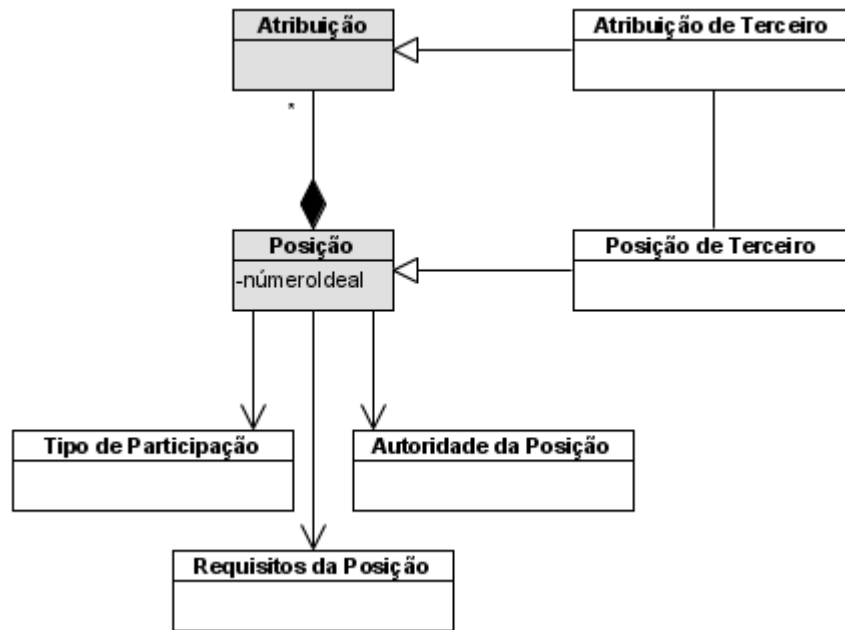 Atribuição
Atribuição de Terceiro
*
Posição
-númeroIdeal
Posição de Terceiro
Tipo de Participação
Autoridade da Posição
Requisitos da Posição